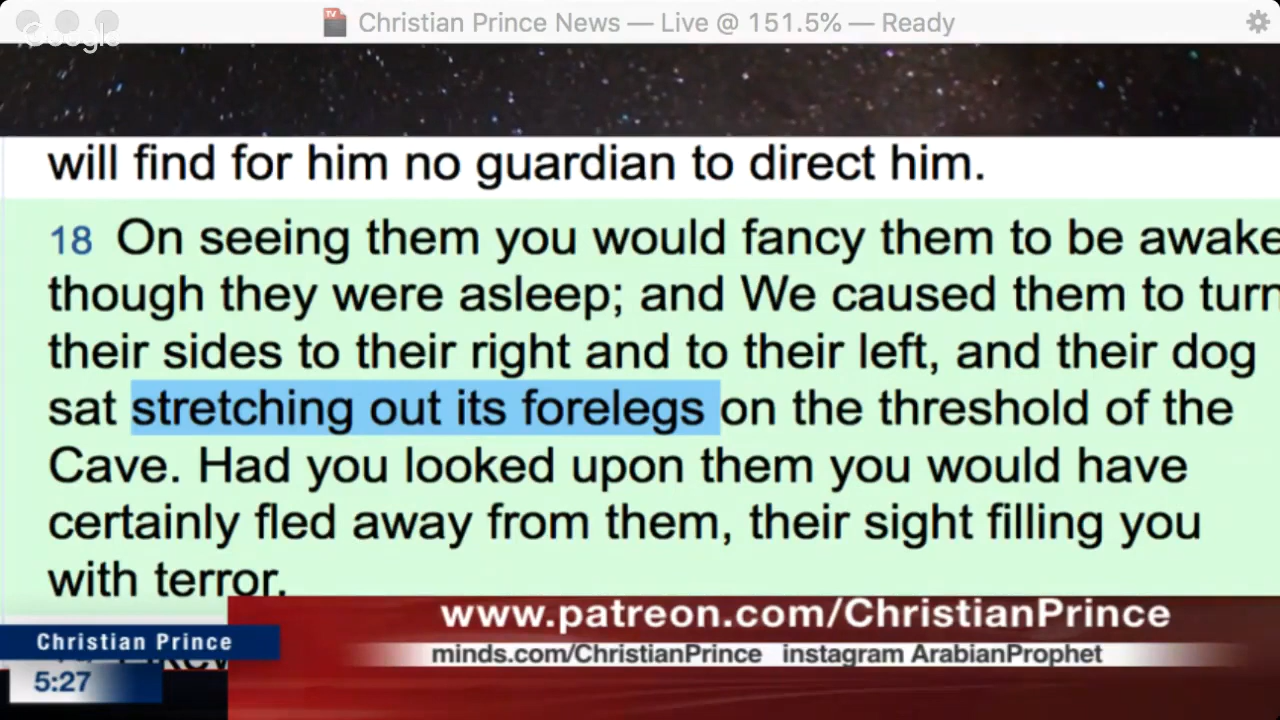 Christian Prince News — Live @ 151.5% — Ready
TV
Google
will find for him no guardian to direct him.
18 On seeing them you would fancy them to be awake
though they were asleep; and We caused them to turn
their sides to their right and to their left, and their dog
sat stretching out its forelegs on the threshold of the
Cave. Had you looked upon them you would have
certainly fled away from them, their sight filling you
with terror.
www.patreon.com/ChristianPrince
Christian Prince
minds.com/ChristianPrince instagram ArabianProphet
5:27